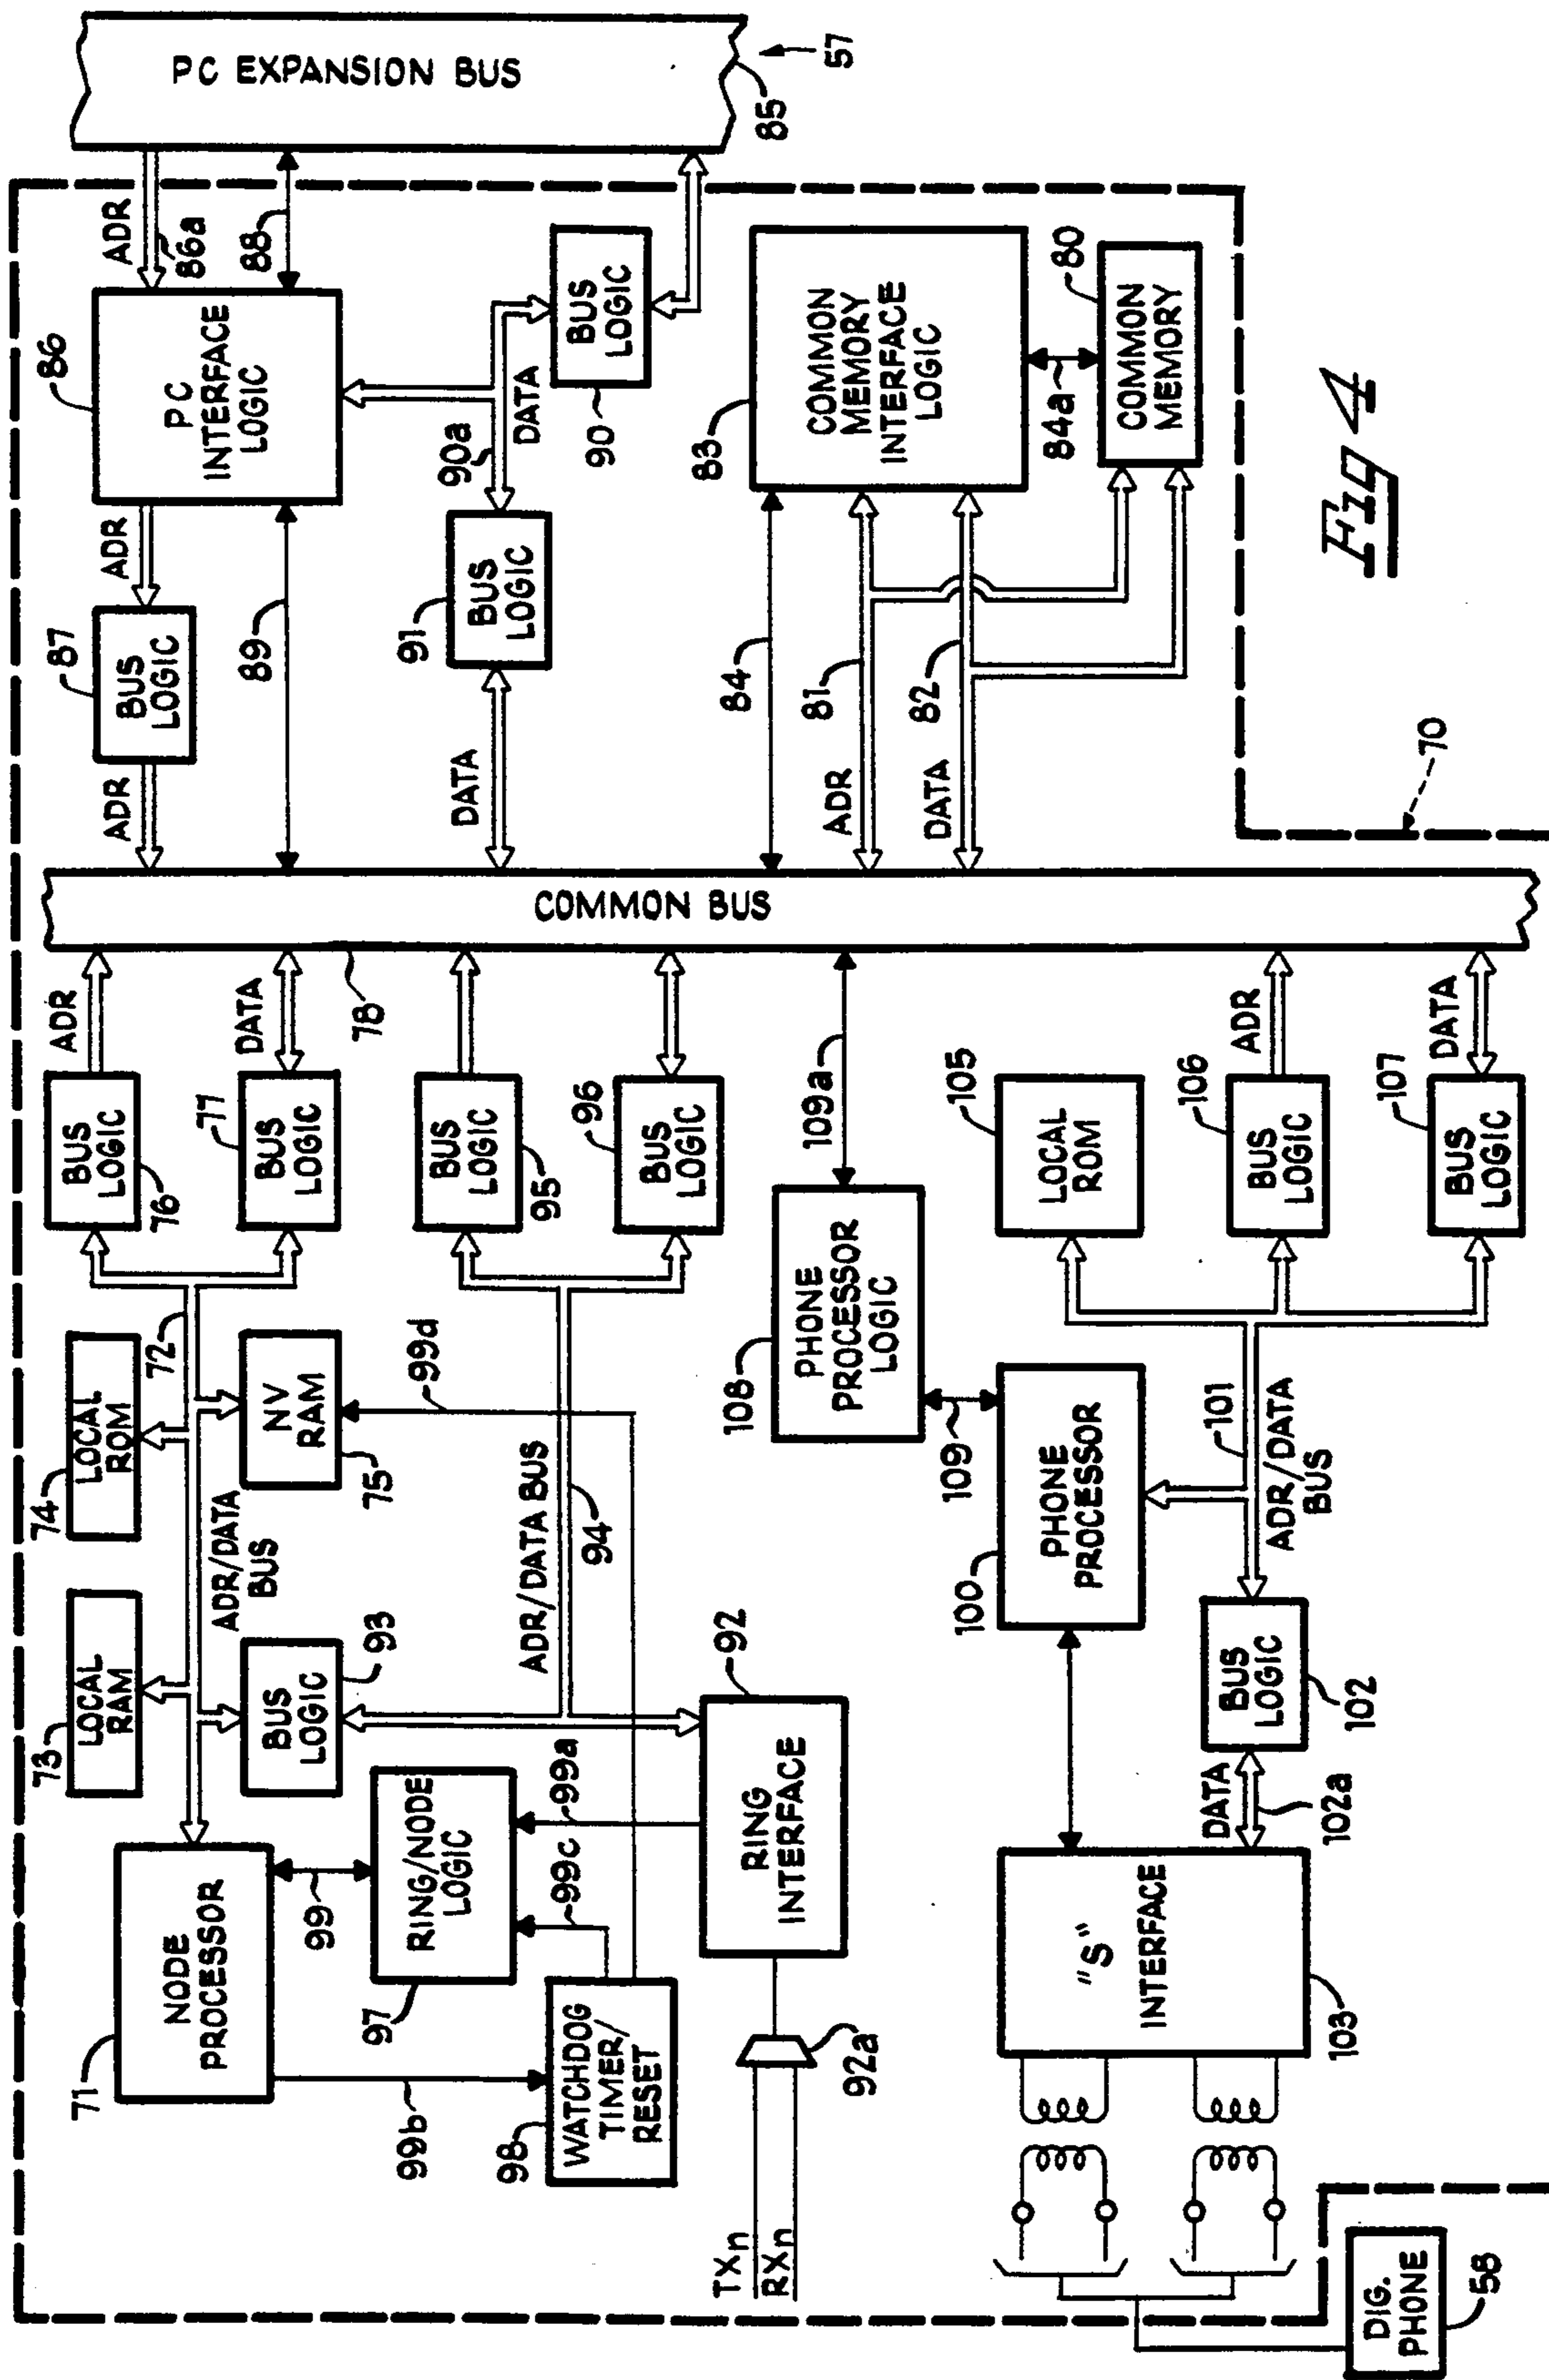 71
NODE
PROCESSOR
73
LOCAL
RAM
74
LOCAL
ROM
72
ADR/DATA
BUS
75
NV
RAM
93
BUS
LOGIC
76
BUS
LOGIC
ADR
77
BUS
LOGIC
DATA
78
COMMON BUS
87
BUS
LOGIC
ADR
ADR
86
PC
INTERFACE
LOGIC
ADR
86a
88
89
PC EXPANSION BUS
85
57
90a
DATA
90
BUS
LOGIC
91
BUS
LOGIC
DATA
99
99b
97
RING/NODE
LOGIC
99a
99c
99d
98
WATCHDOG
TIMER/
RESET
ADR/DATA BUS
94
95
BUS
LOGIC
96
BUS
LOGIC
92
RING
INTERFACE
92a
TXn
RXn
84
81
ADR
82
DATA
83
COMMON
MEMORY
INTERFACE
LOGIC
84a
80
COMMON
MEMORY
108
PHONE
PROCESSOR
LOGIC
109a
109
100
PHONE
PROCESSOR
101
ADR/DATA
BUS
105
LOCAL
ROM
106
BUS
LOGIC
ADR
107
BUS
LOGIC
DATA
102
BUS
LOGIC
DATA
102a
103
"S"
INTERFACE
DIG.
PHONE
58
70
Fig 4